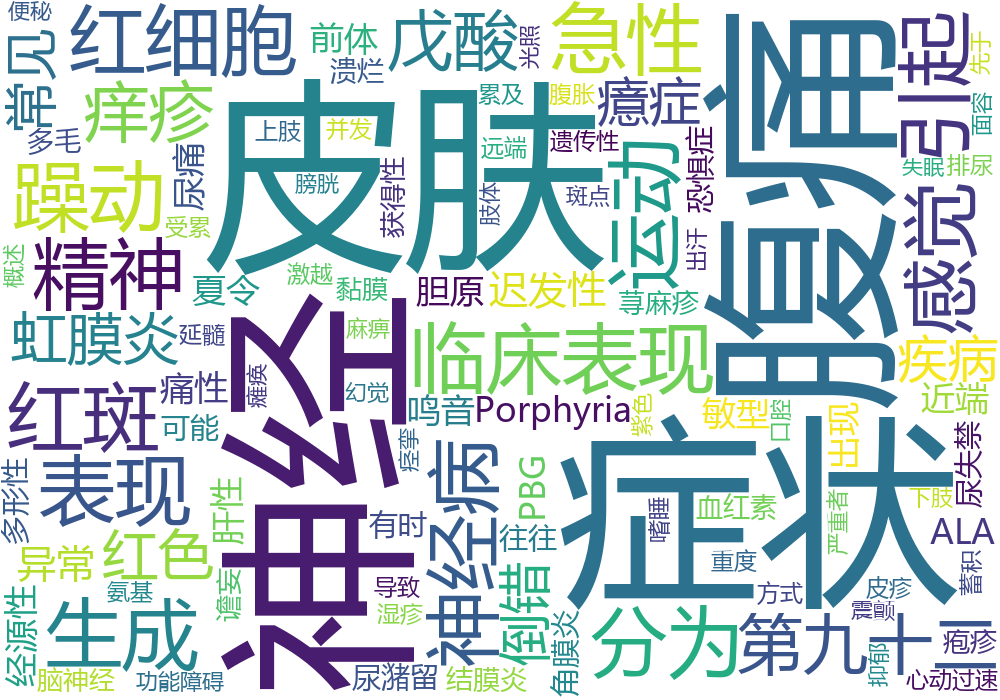 便秘
红细胞
前体
戊酸
光照
急性
腹痛
引起
先于
常见
溃烂
面容
痒疹
皮肤
累及
腹胀
癔症
多毛
上肢
并发
远端
遗传性
恐惧症
失眠
排尿
躁动
尿痛
膀胱
获得性
肢体
斑点
运动
感觉
受累
出汗
概述
精神
夏令
激越
黏膜
胆原
迟发性
荨麻疹
虹膜炎
延髓
麻痹
临床表现
疾病
神经
瘫痪
幻觉
红斑
痛性
可能
鸣音
Porphyria
紫色
敏型
口腔
出现
近端
症状
痉挛
表现
多形性
肝性
神经病
PBG
嗜睡
血红素
严重者
下肢
尿失禁
有时
往往
ALA
异常
红色
重度
蓄积
氨基
谵妄
导致
倒错
方式
皮疹
经源性
生成
湿疹
分为
第九十二
震颤
疱疹
脑神经
功能障碍
尿潴留
结膜炎
角膜炎
抑郁
心动过速